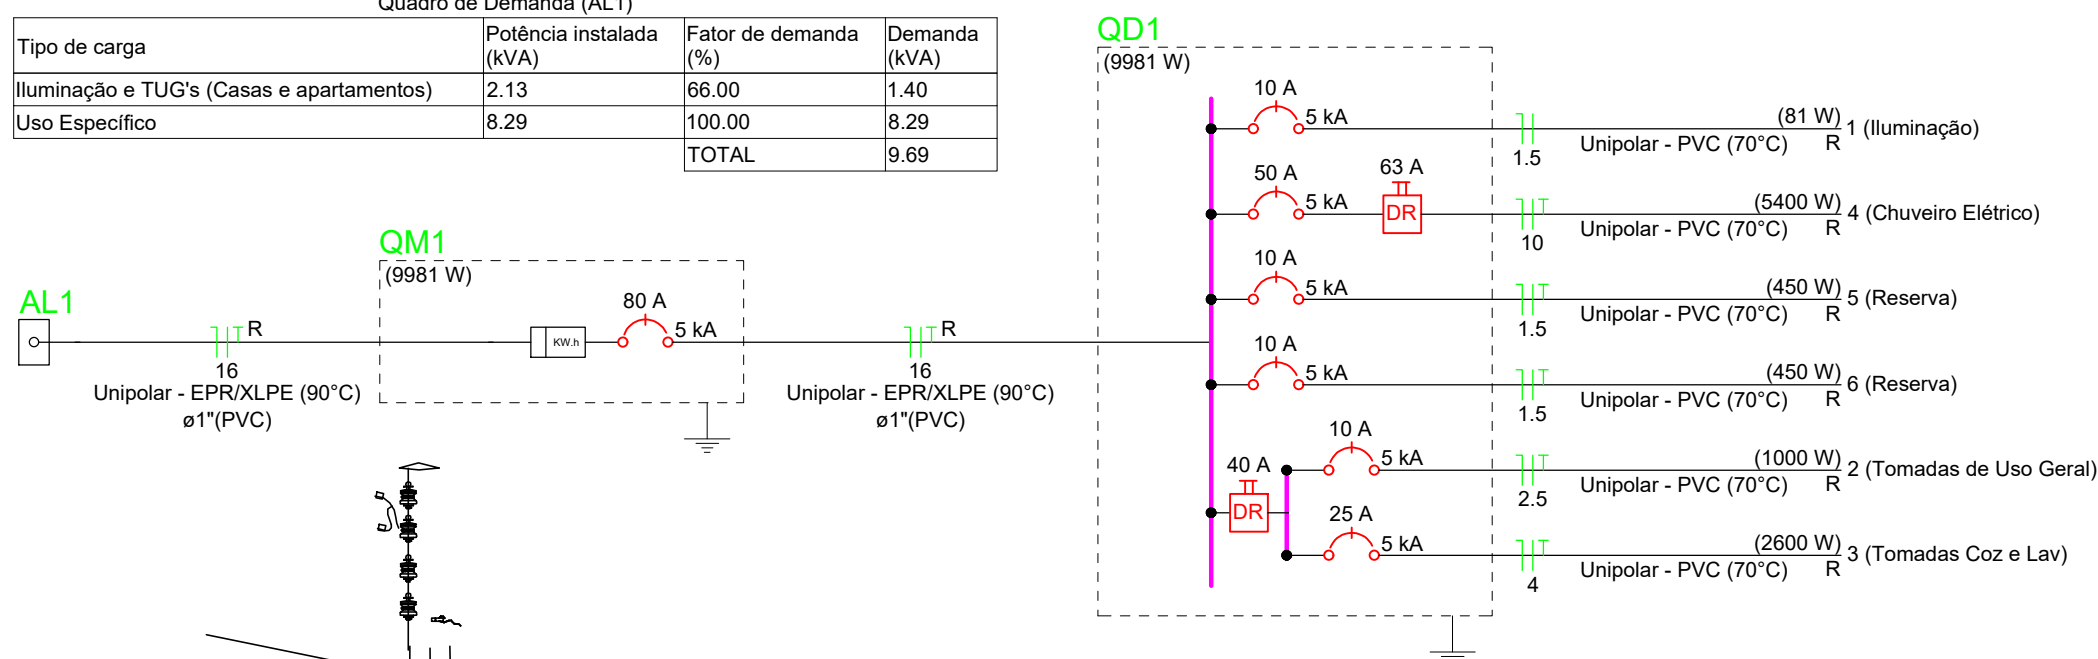 Quadro de Demanda (AL1)
Tipo de carga
Potência instalada (kVA)
Fator de demanda (%)
Demanda (kVA)
Iluminação e TUG's (Casas e apartamentos) 2.13 66.00 1.40
Uso Específico 8.29 100.00 8.29
TOTAL 9.69
AL1
R
16
Unipolar - EPR/XLPE (90°C)
ø1"(PVC)
QM1
(9981 W)
KW.h
80 A
5 kA
R
16
Unipolar - EPR/XLPE (90°C)
ø1"(PVC)
QD1
(9981 W)
10 A
5 kA
1.5
(81 W)
Unipolar - PVC (70°C) R
1 (Iluminação)
50 A
5 kA
63 A
DR
10
(5400 W)
Unipolar - PVC (70°C) R
4 (Chuveiro Elétrico)
10 A
5 kA
1.5
(450 W)
Unipolar - PVC (70°C) R
5 (Reserva)
10 A
5 kA
1.5
(450 W)
Unipolar - PVC (70°C) R
6 (Reserva)
40 A
DR
10 A
5 kA
2.5
(1000 W)
Unipolar - PVC (70°C) R
2 (Tomadas de Uso Geral)
25 A
5 kA
4
(2600 W)
Unipolar - PVC (70°C) R
3 (Tomadas Coz e Lav)